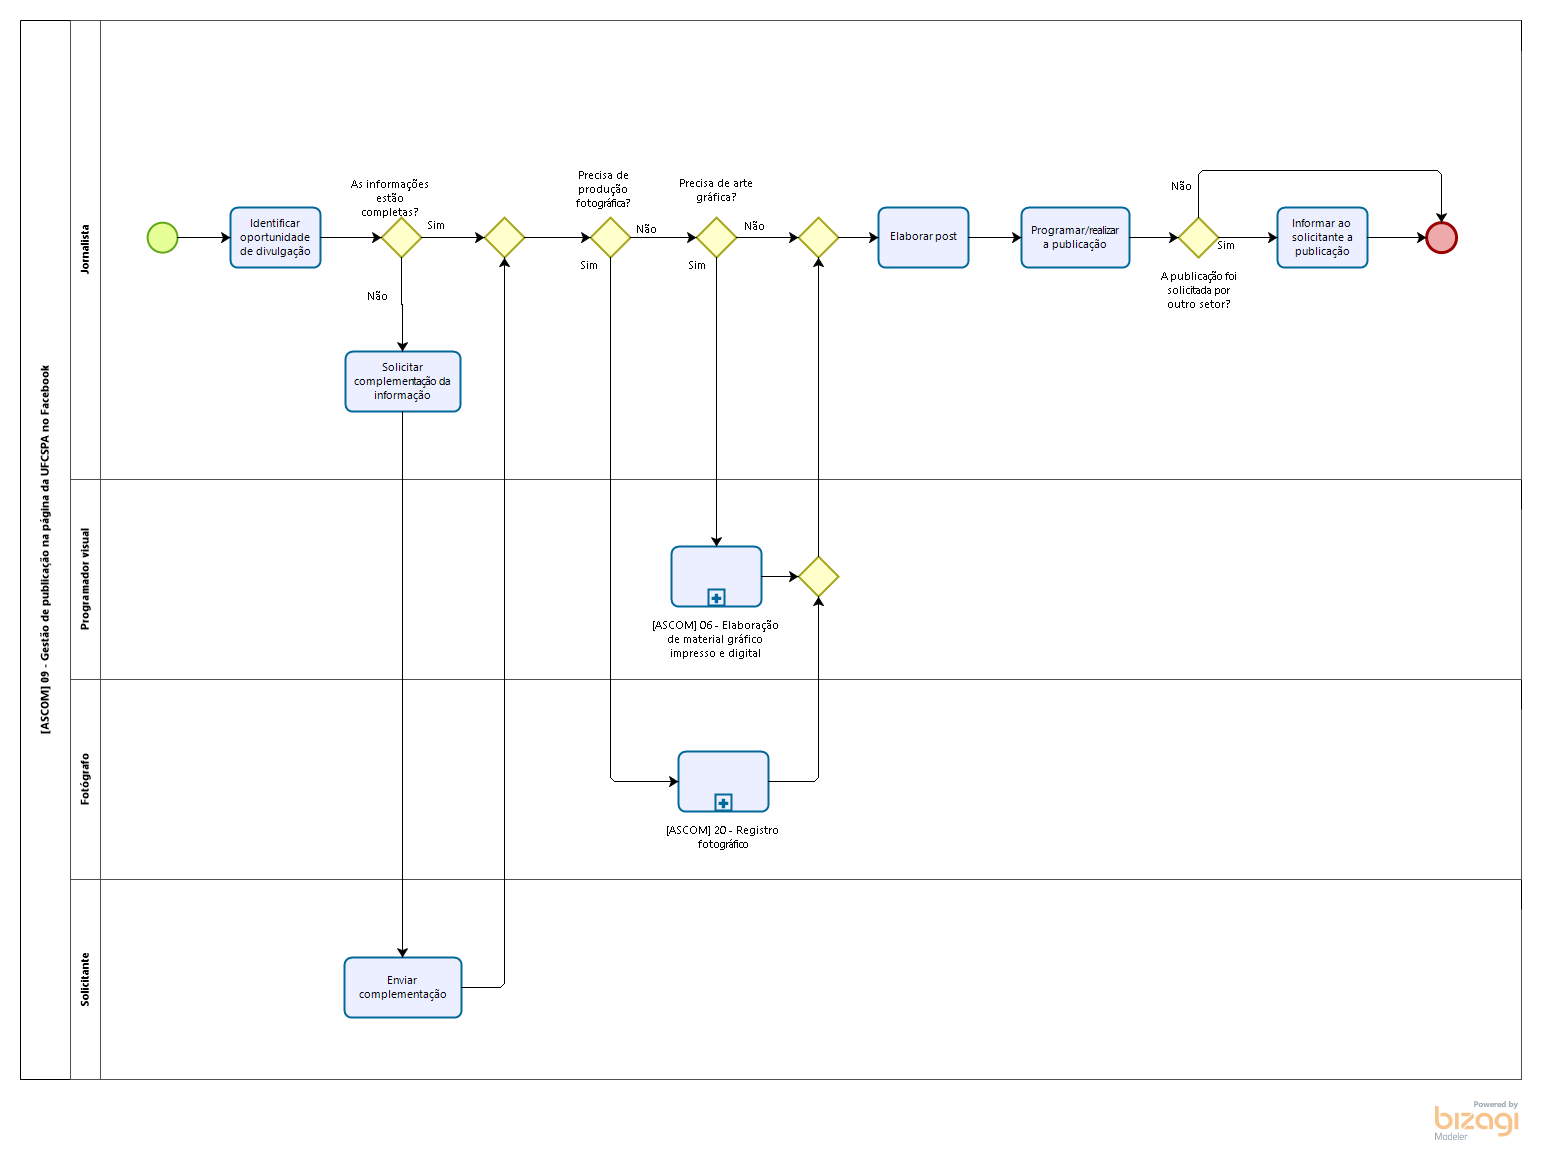 [ASCOM] 09 - Gestão de publicação na página da UFCSPA no Facebook
Jornalista
Identificar
oportunidade
de divulgação
As informações
estão
completas?
Sim
Não
Solicitar
complementação da
informação
Precisa de
produção
fotográfica?
Não
Sim
Precisa de arte
gráfica?
Não
Sim
Elaborar post
Programar/realizar
a publicação
Não
Sim
A publicação foi
solicitada por
outro setor?
Informar ao
solicitante a
publicação
Programador visual
[ASCOM] 06 - Elaboração
de material gráfico
impresso e digital
Fotógrafo
[ASCOM] 20 - Registro
fotográfico
Solicitante
Enviar
complementação
Powered by
bizagi
Modeler